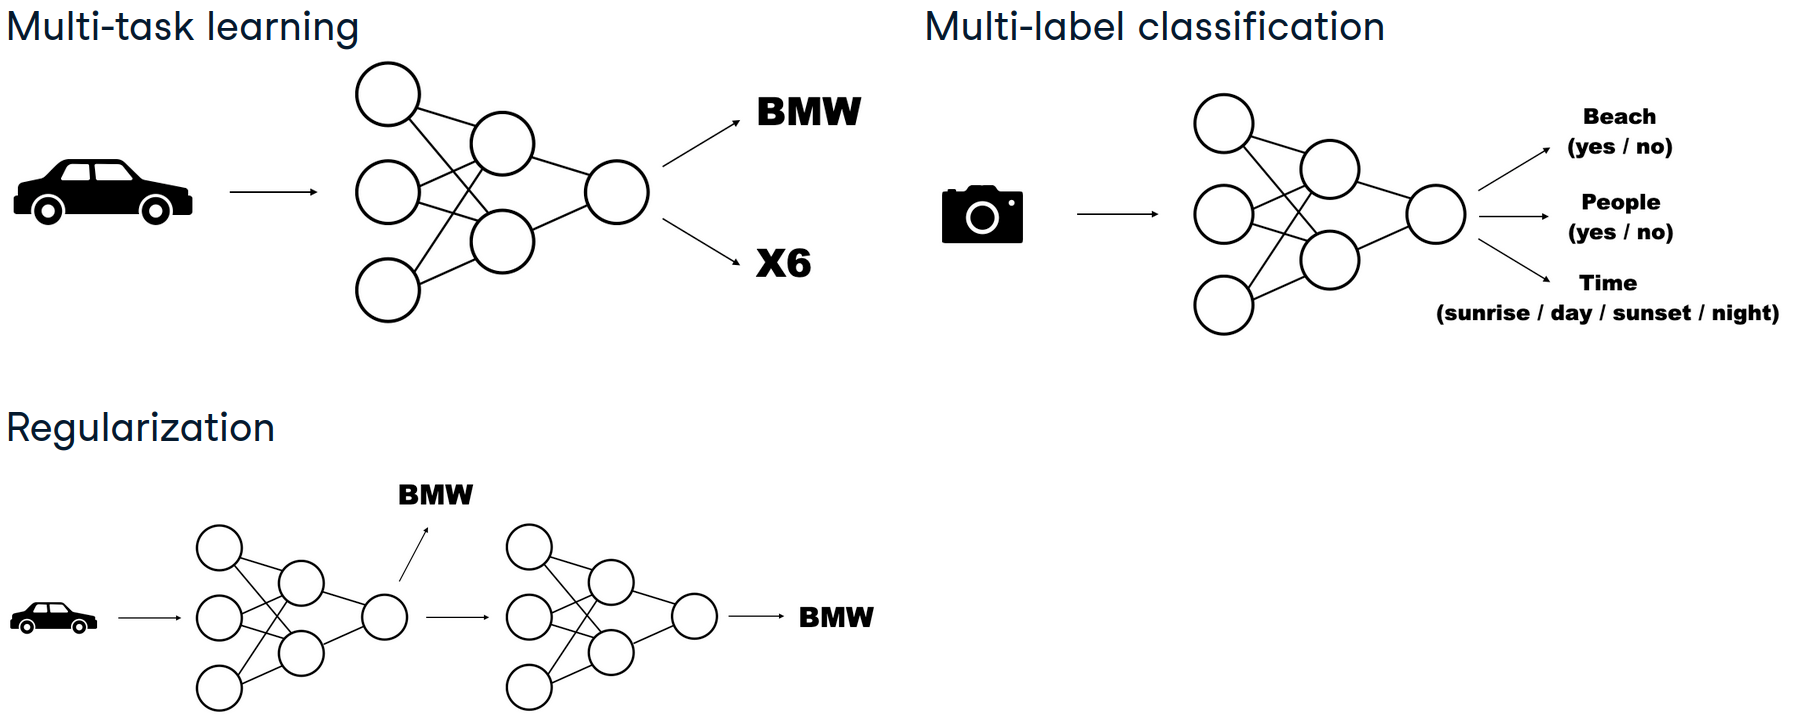 Multi-task learning
BMW
X6
Multi-label classification
Beach
(yes / no)
People
(yes / no)
Time
(sunrise / day / sunset / night)
Regularization
BMW
BMW